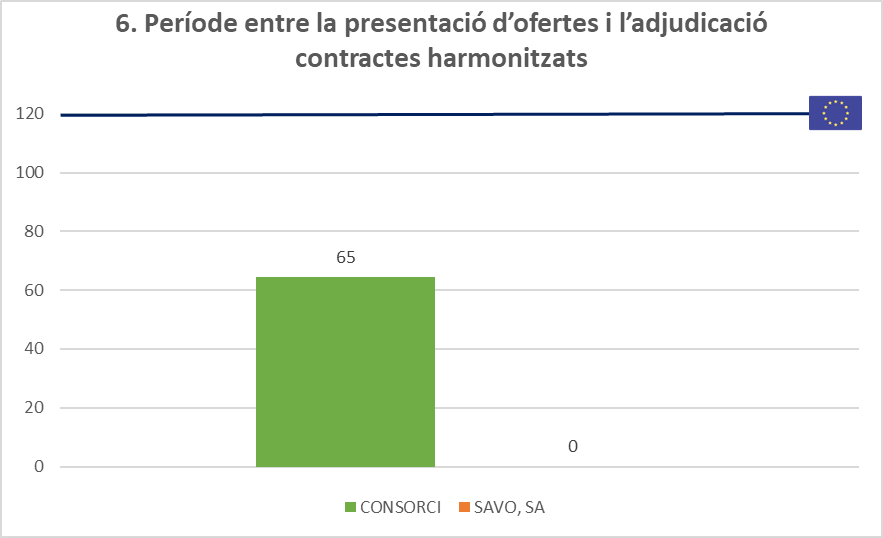 6. Període entre la presentació d’ofertes i l’adjudicació
contractes harmonitzats
120
100
80
65
60
40
20
0
0
CONSORCI
SAVO, SA